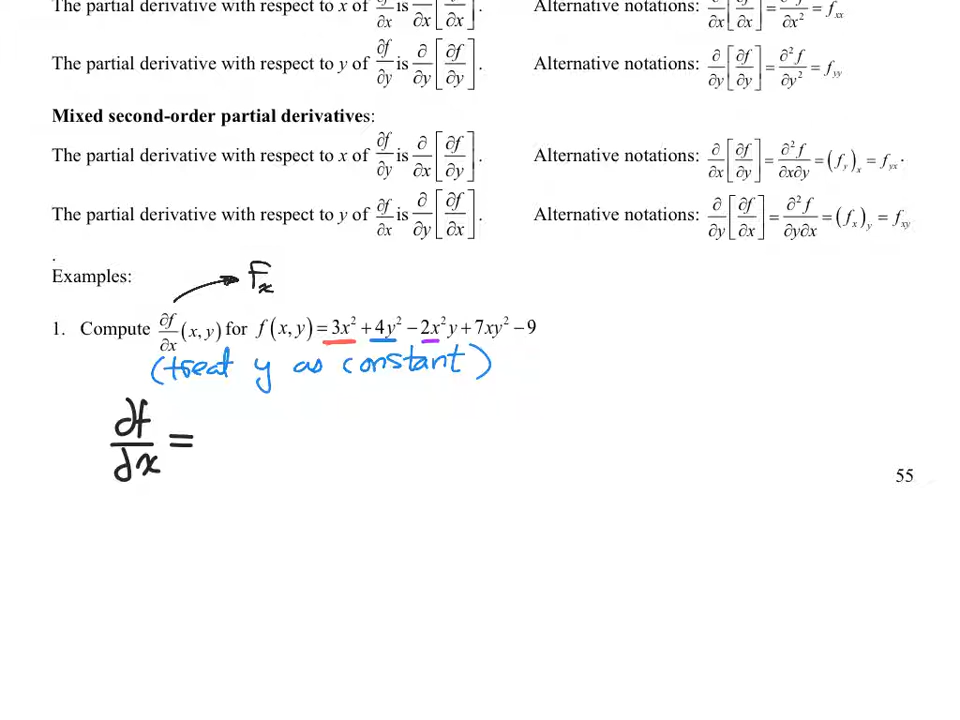 The partial derivative with respect to x of ∂f/∂x is ∂/∂x[∂f/∂x]. Alternative notations: ∂/∂x[∂f/∂x] = ∂²f/∂x² = fₓₓ
The partial derivative with respect to y of ∂f/∂y is ∂/∂y[∂f/∂y]. Alternative notations: ∂/∂y[∂f/∂y] = ∂²f/∂y² = f_yy
Mixed second-order partial derivatives:
The partial derivative with respect to x of ∂f/∂y is ∂/∂x[∂f/∂y]. Alternative notations: ∂/∂x[∂f/∂y] = ∂²f/∂x∂y = (f_y)_x = f_yx.
The partial derivative with respect to y of ∂f/∂x is ∂/∂y[∂f/∂x]. Alternative notations: ∂/∂y[∂f/∂x] = ∂²f/∂y∂x = (f_x)_y = f_xy
.
Examples: → Fₓ
1. Compute ∂f/∂x (x, y) for f(x, y) = 3x² + 4y² − 2x²y + 7xy² − 9
(treat y as constant)
∂f/∂x =
55